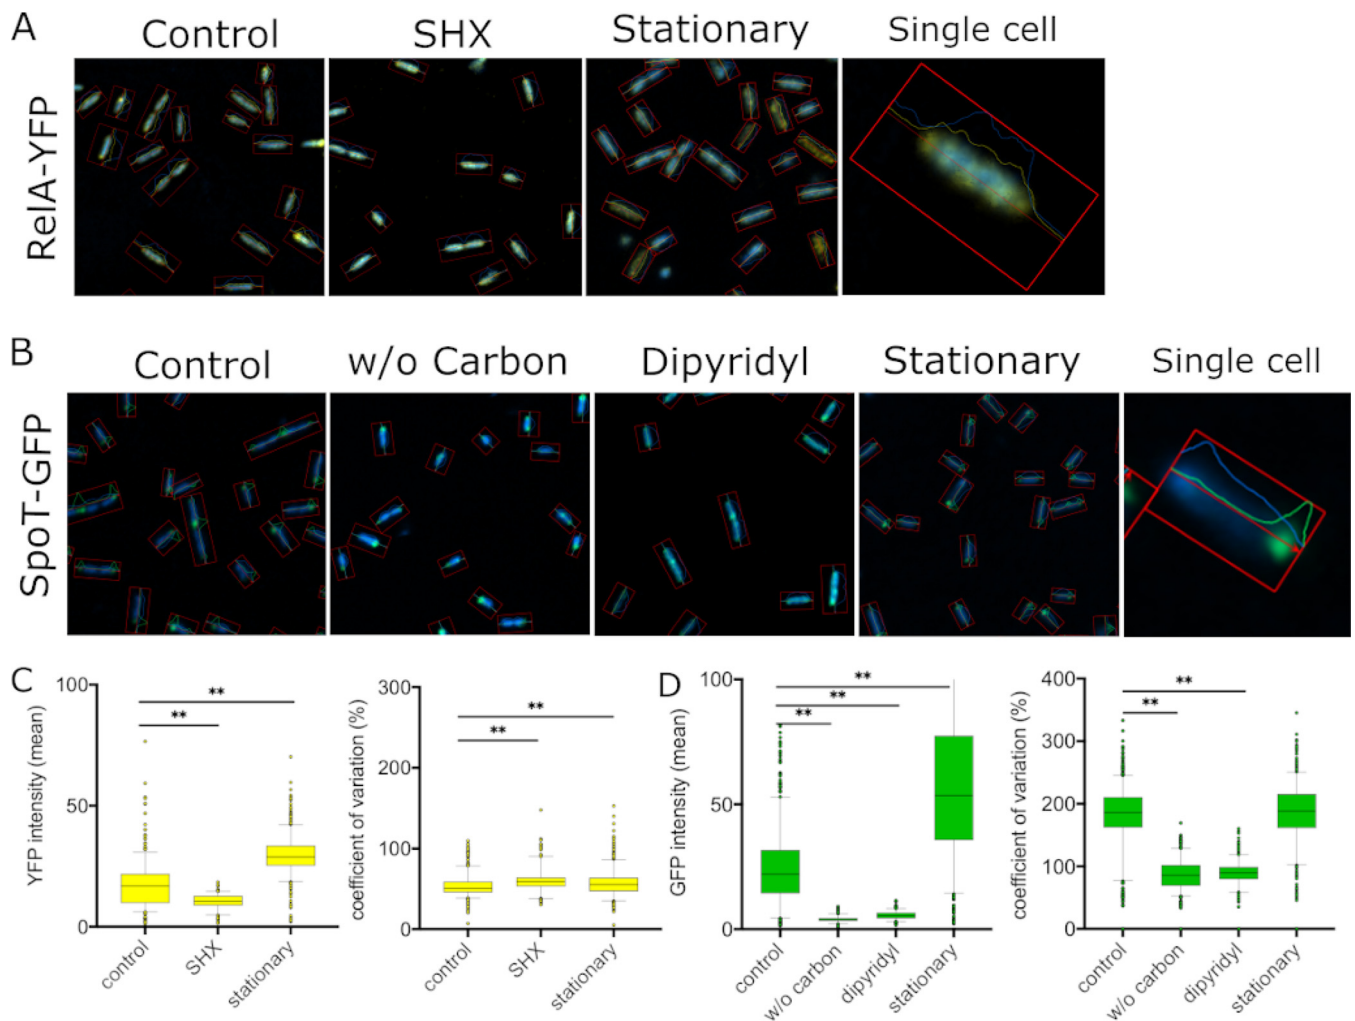 A
Control
SHX
Stationary
Single cell
RelA-YFP
B
Control
w/o Carbon
Dipyridyl
Stationary
Single cell
SpoT-GFP
C
YFP intensity (mean)
100
50
0
**
**
control
SHX
stationary
coefficient of variation (%)
300
200
100
0
**
**
control
SHX
stationary
D
GFP intensity (mean)
100
50
0
**
**
**
control
w/o carbon
dipyridyl
stationary
coefficient of variation (%)
400
300
200
100
0
**
**
control
w/o carbon
dipyridyl
stationary